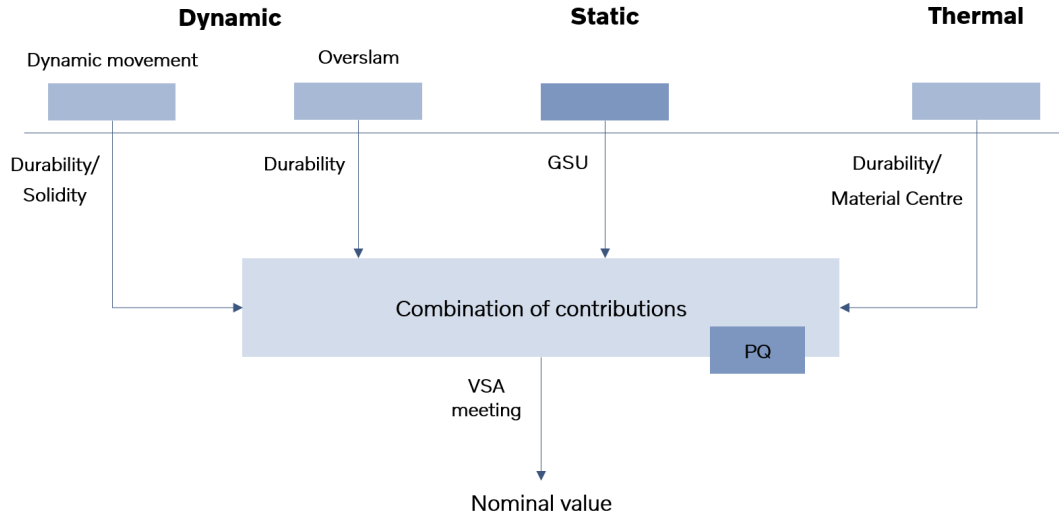 Dynamic
Static
Thermal
Dynamic movement
Overslam
Durability/
Solidity
Durability
GSU
Durability/
Material Centre
Combination of contributions
PQ
VSA
meeting
Nominal value